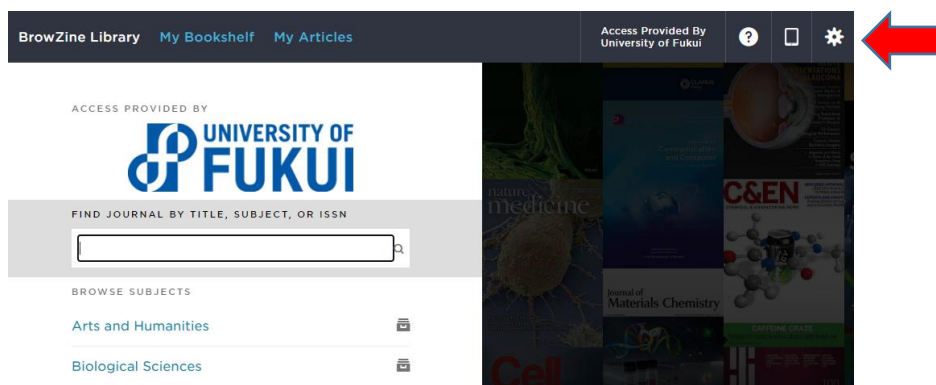 BrowZine Library My Bookshelf My Articles
Access Provided By
University of Fukui
?
ACCESS PROVIDED BY
UNIVERSITY OF
FUKUI
FIND JOURNAL BY TITLE, SUBJECT, OR ISSN
BROWSE SUBJECTS
Arts and Humanities
Biological Sciences
nature
medicine
C&EN
Journal of
Materials Chemistry
CAFFEINE CRAZE
Cell